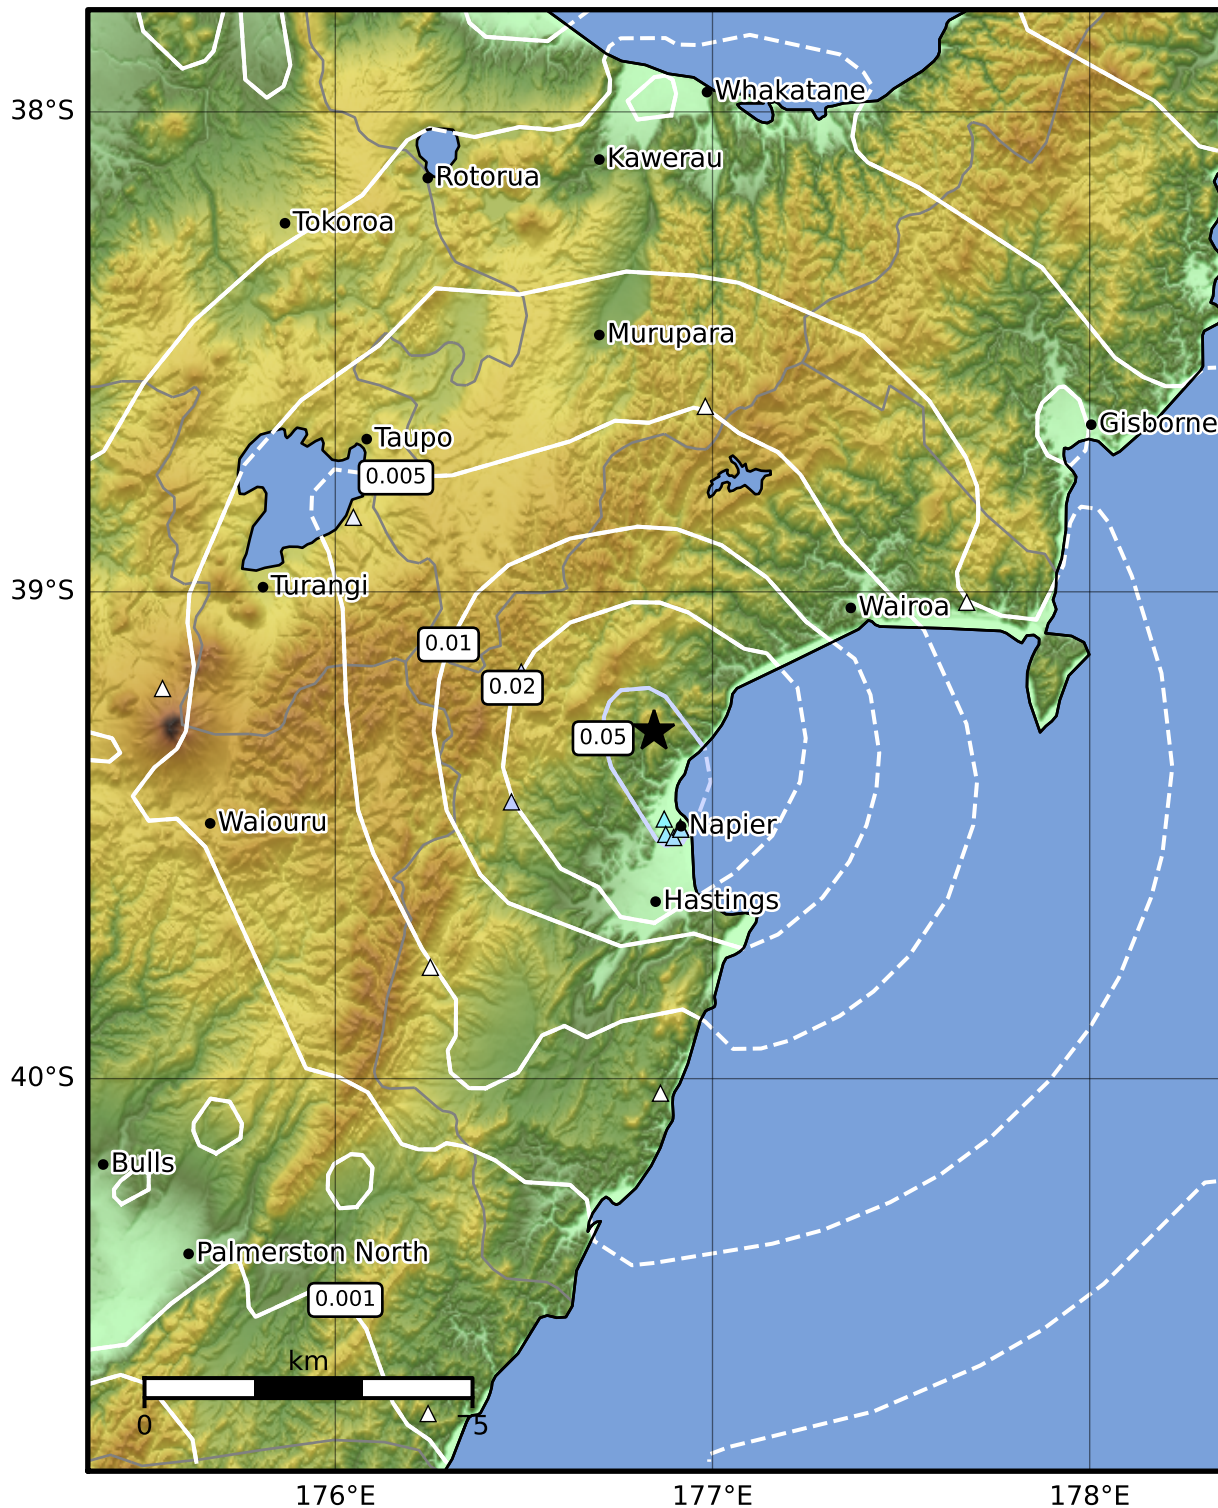 Whakatane
38°S
Kawerau
Rotorua
Tokoroa
Murupara
Gisborne
Taupo
0.005
39°S
Turangi
Wairoa
0.01
0.02
0.05
Waiouru
Napier
Hastings
40°S
Bulls
Palmerston North
0.001
km
0
176°E
177°E
178°E